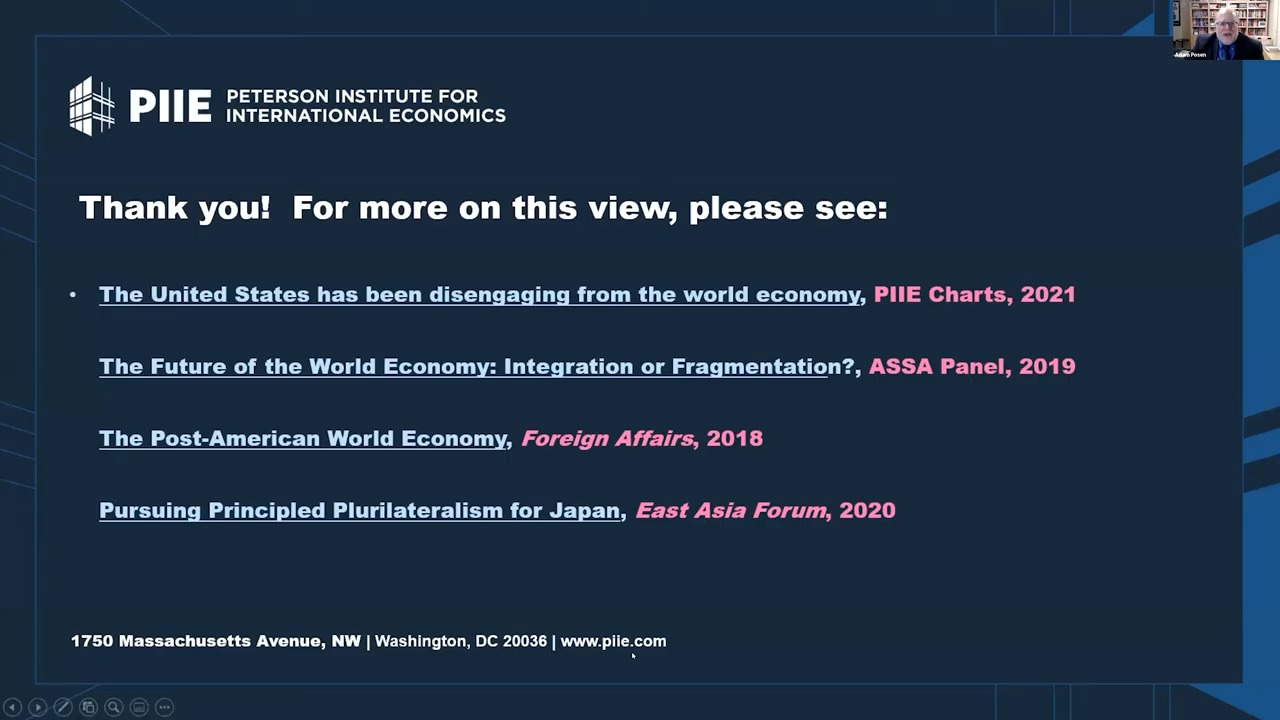 Adam Posen
PIIE
PETERSON INSTITUTE FOR
INTERNATIONAL ECONOMICS
Thank you!  For more on this view, please see:
• The United States has been disengaging from the world economy, PIIE Charts, 2021
The Future of the World Economy: Integration or Fragmentation?, ASSA Panel, 2019
The Post-American World Economy, Foreign Affairs, 2018
Pursuing Principled Plurilateralism for Japan, East Asia Forum, 2020
1750 Massachusetts Avenue, NW | Washington, DC 20036 | www.piie.com